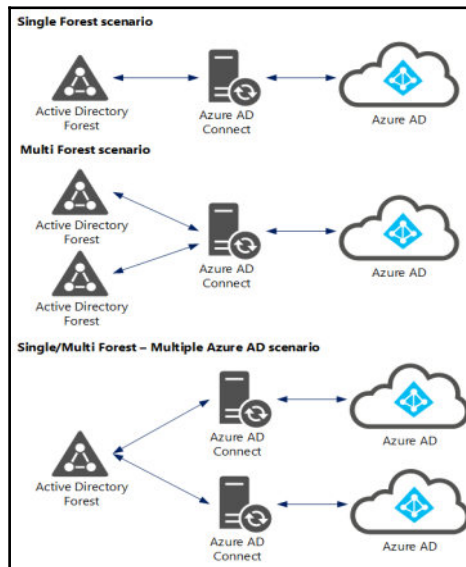 Single Forest scenario
Active Directory
Forest
Azure AD
Connect
Azure AD
Multi Forest scenario
Active Directory
Forest
Active Directory
Forest
Azure AD
Connect
Azure AD
Single/Multi Forest – Multiple Azure AD scenario
Azure AD
Connect
Azure AD
Active Directory
Forest
Azure AD
Connect
Azure AD